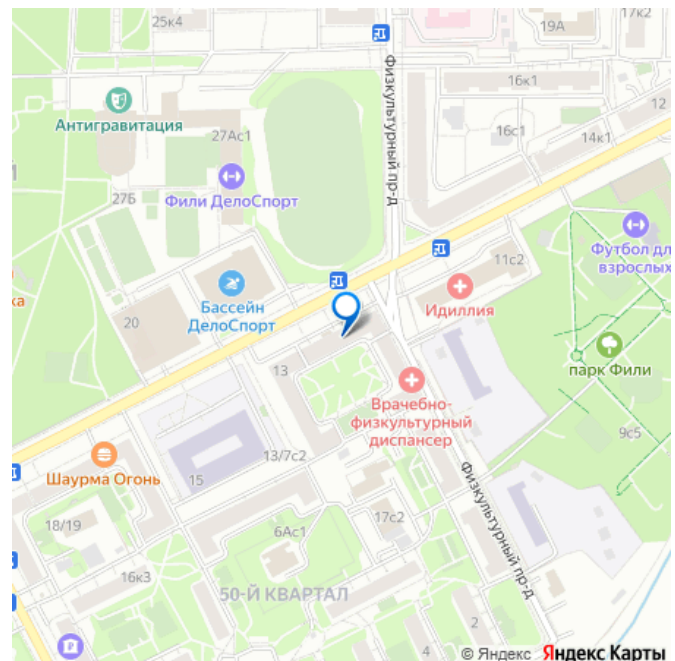 25к4
17к2
19А
Физкультурный пр-д
16к1
12
Антигравитация
27Ас1
16с1
14к1
И
27Б
Фили ДелоСпорт
Футбол дл
взрослых
11с2
ка
Бассейн
ДелоСпорт
Идиллия
20
парк Фили
13
Врачебно-
физкультурный
диспансер
9с5
Шаурма Огонь
13/7с2
15
Физкультурный пр-д
18/19
17с2
6Ас1
16к3
50-Й КВАРТАЛ
2
4
© Яндекс Яндекс Карты